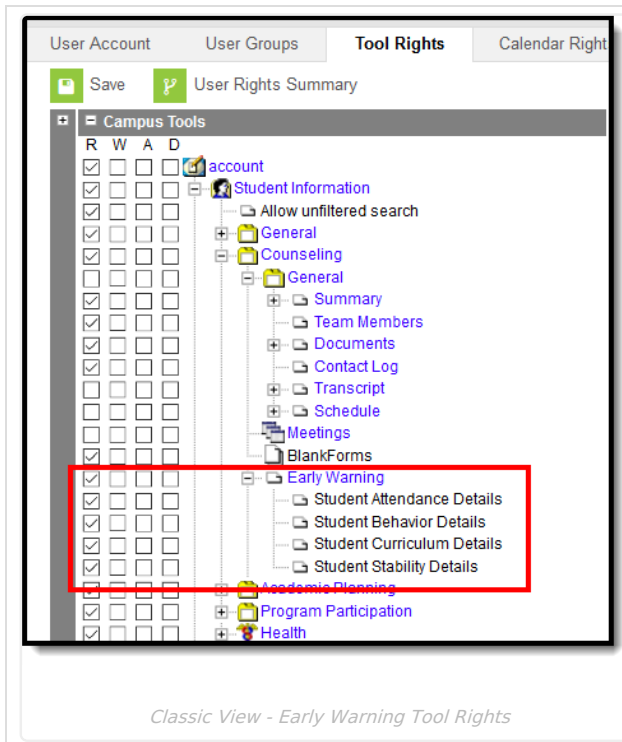 User Account User Groups Tool Rights Calendar Right
Save User Rights Summary
Campus Tools
R W A D
account
Student Information
Allow unfiltered search
General
Counseling
General
Summary
Team Members
Documents
Contact Log
Transcript
Schedule
Meetings
BlankForms
Early Warning
Student Attendance Details
Student Behavior Details
Student Curriculum Details
Student Stability Details
Academic Planning
Program Participation
Health
Classic View - Early Warning Tool Rights